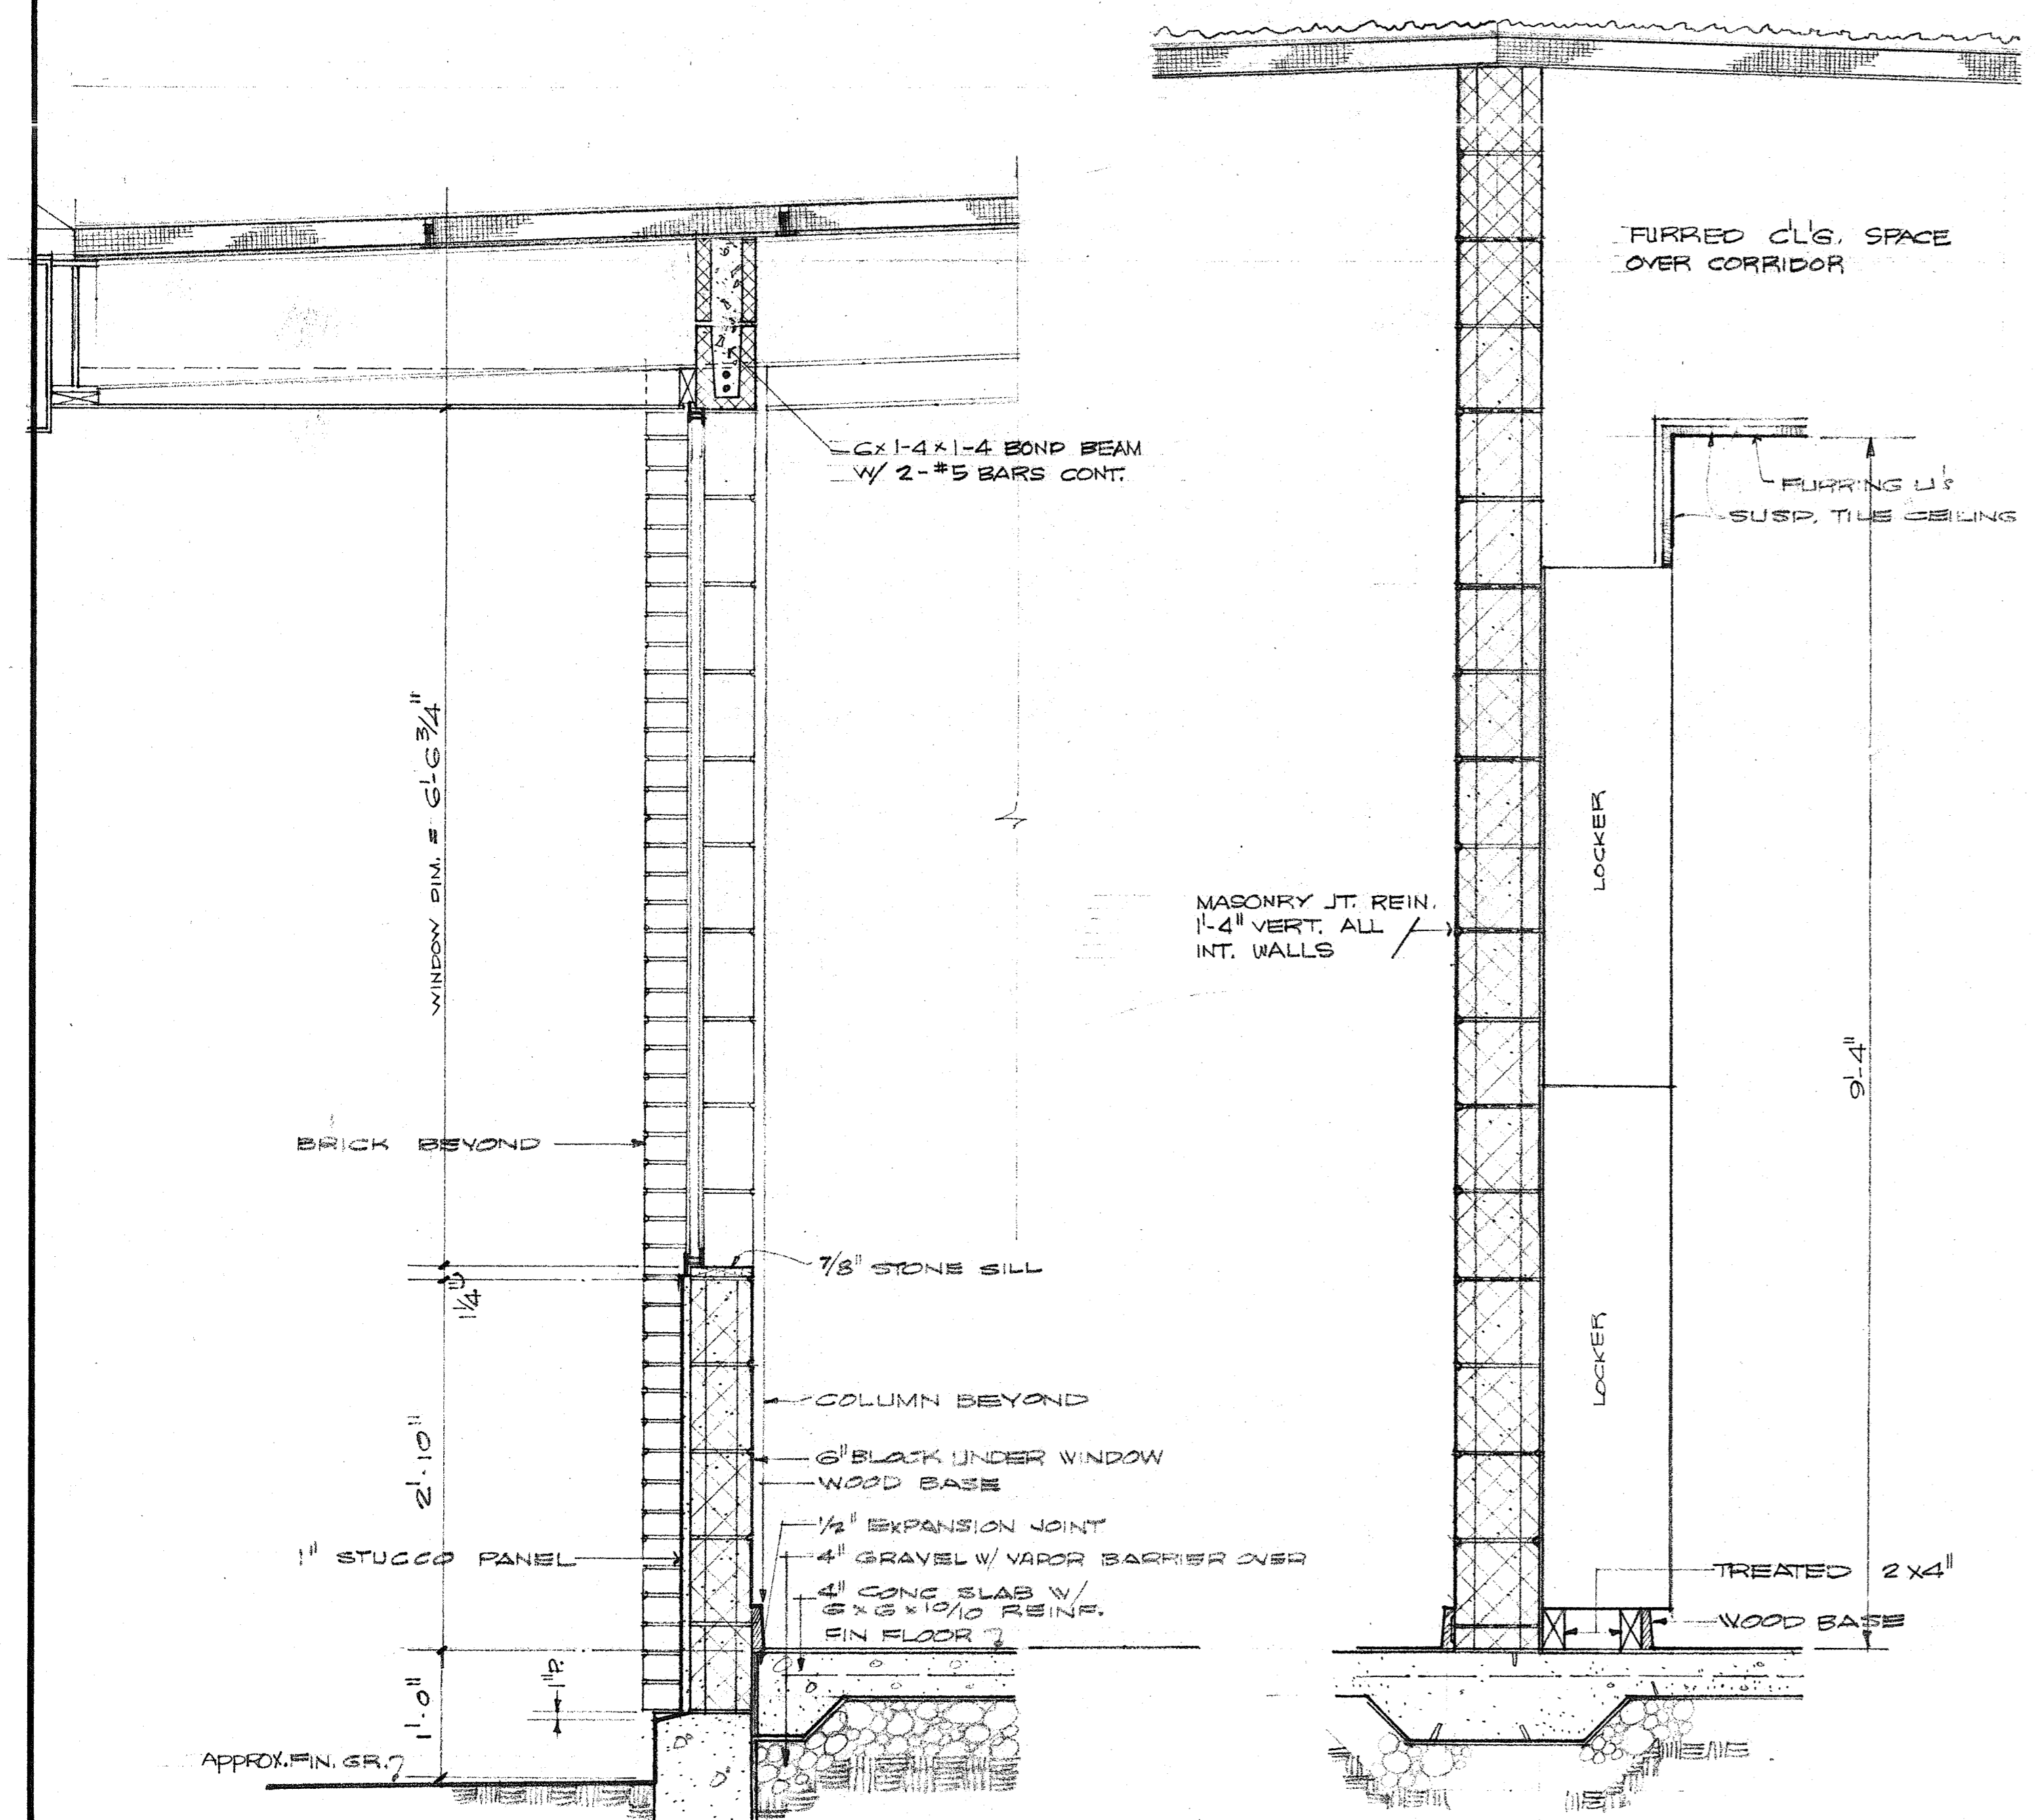 FURRED CL'G. SPACE
OVER CORRIDOR
6x1-4x1-4 BOND BEAM
W/ 2-#5 BARS CONT.
FURRING U's
SUSP. TILE CEILING
WINDOW DIM. = 6'-6 3/4"
MASONRY JT. REIN.
1'-4" VERT. ALL
INT. WALLS
LOCKER
9'-4"
BRICK BEYOND
7/8" STONE SILL
1 1/4"
LOCKER
COLUMN BEYOND
2'-10"
6" BLOCK UNDER WINDOW
WOOD BASE
1/2" EXPANSION JOINT
1" STUCCO PANEL
4" GRAVEL W/ VAPOR BARRIER OVER
4" CONC. SLAB W/
6x6x10/10 REINF.
FIN FLOOR
TREATED 2x4"
WOOD BASE
1'-0"
1"P.
APPROX. FIN. GR.